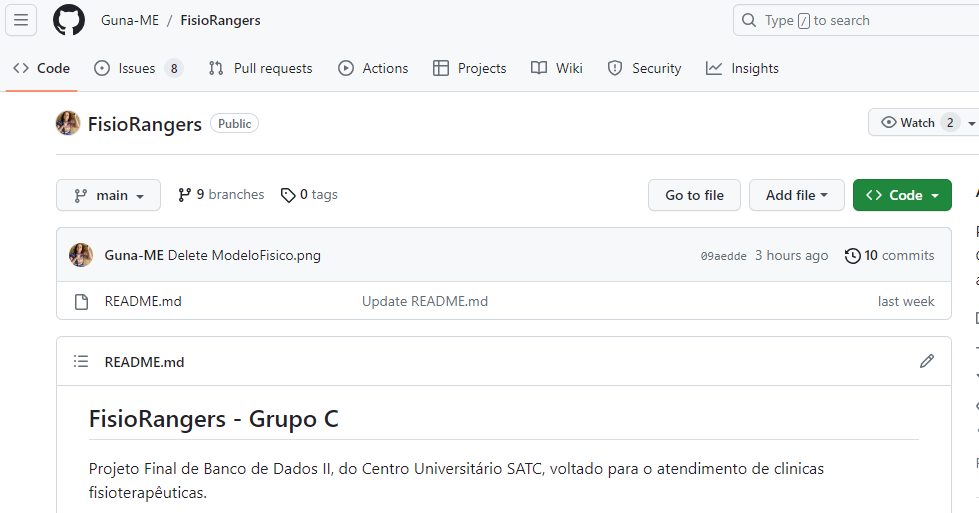 Guna-ME / FisioRangers
Type / to search
Code Issues 8 Pull requests Actions Projects Wiki Security Insights
FisioRangers Public
Watch 2
main 9 branches 0 tags
Go to file Add file Code
Guna-ME Delete ModeloFisico.png 09aedde 3 hours ago 10 commits
README.md Update README.md last week
README.md
FisioRangers - Grupo C
Projeto Final de Banco de Dados II, do Centro Universitário SATC, voltado para o atendimento de clinicas
fisioterapêuticas.